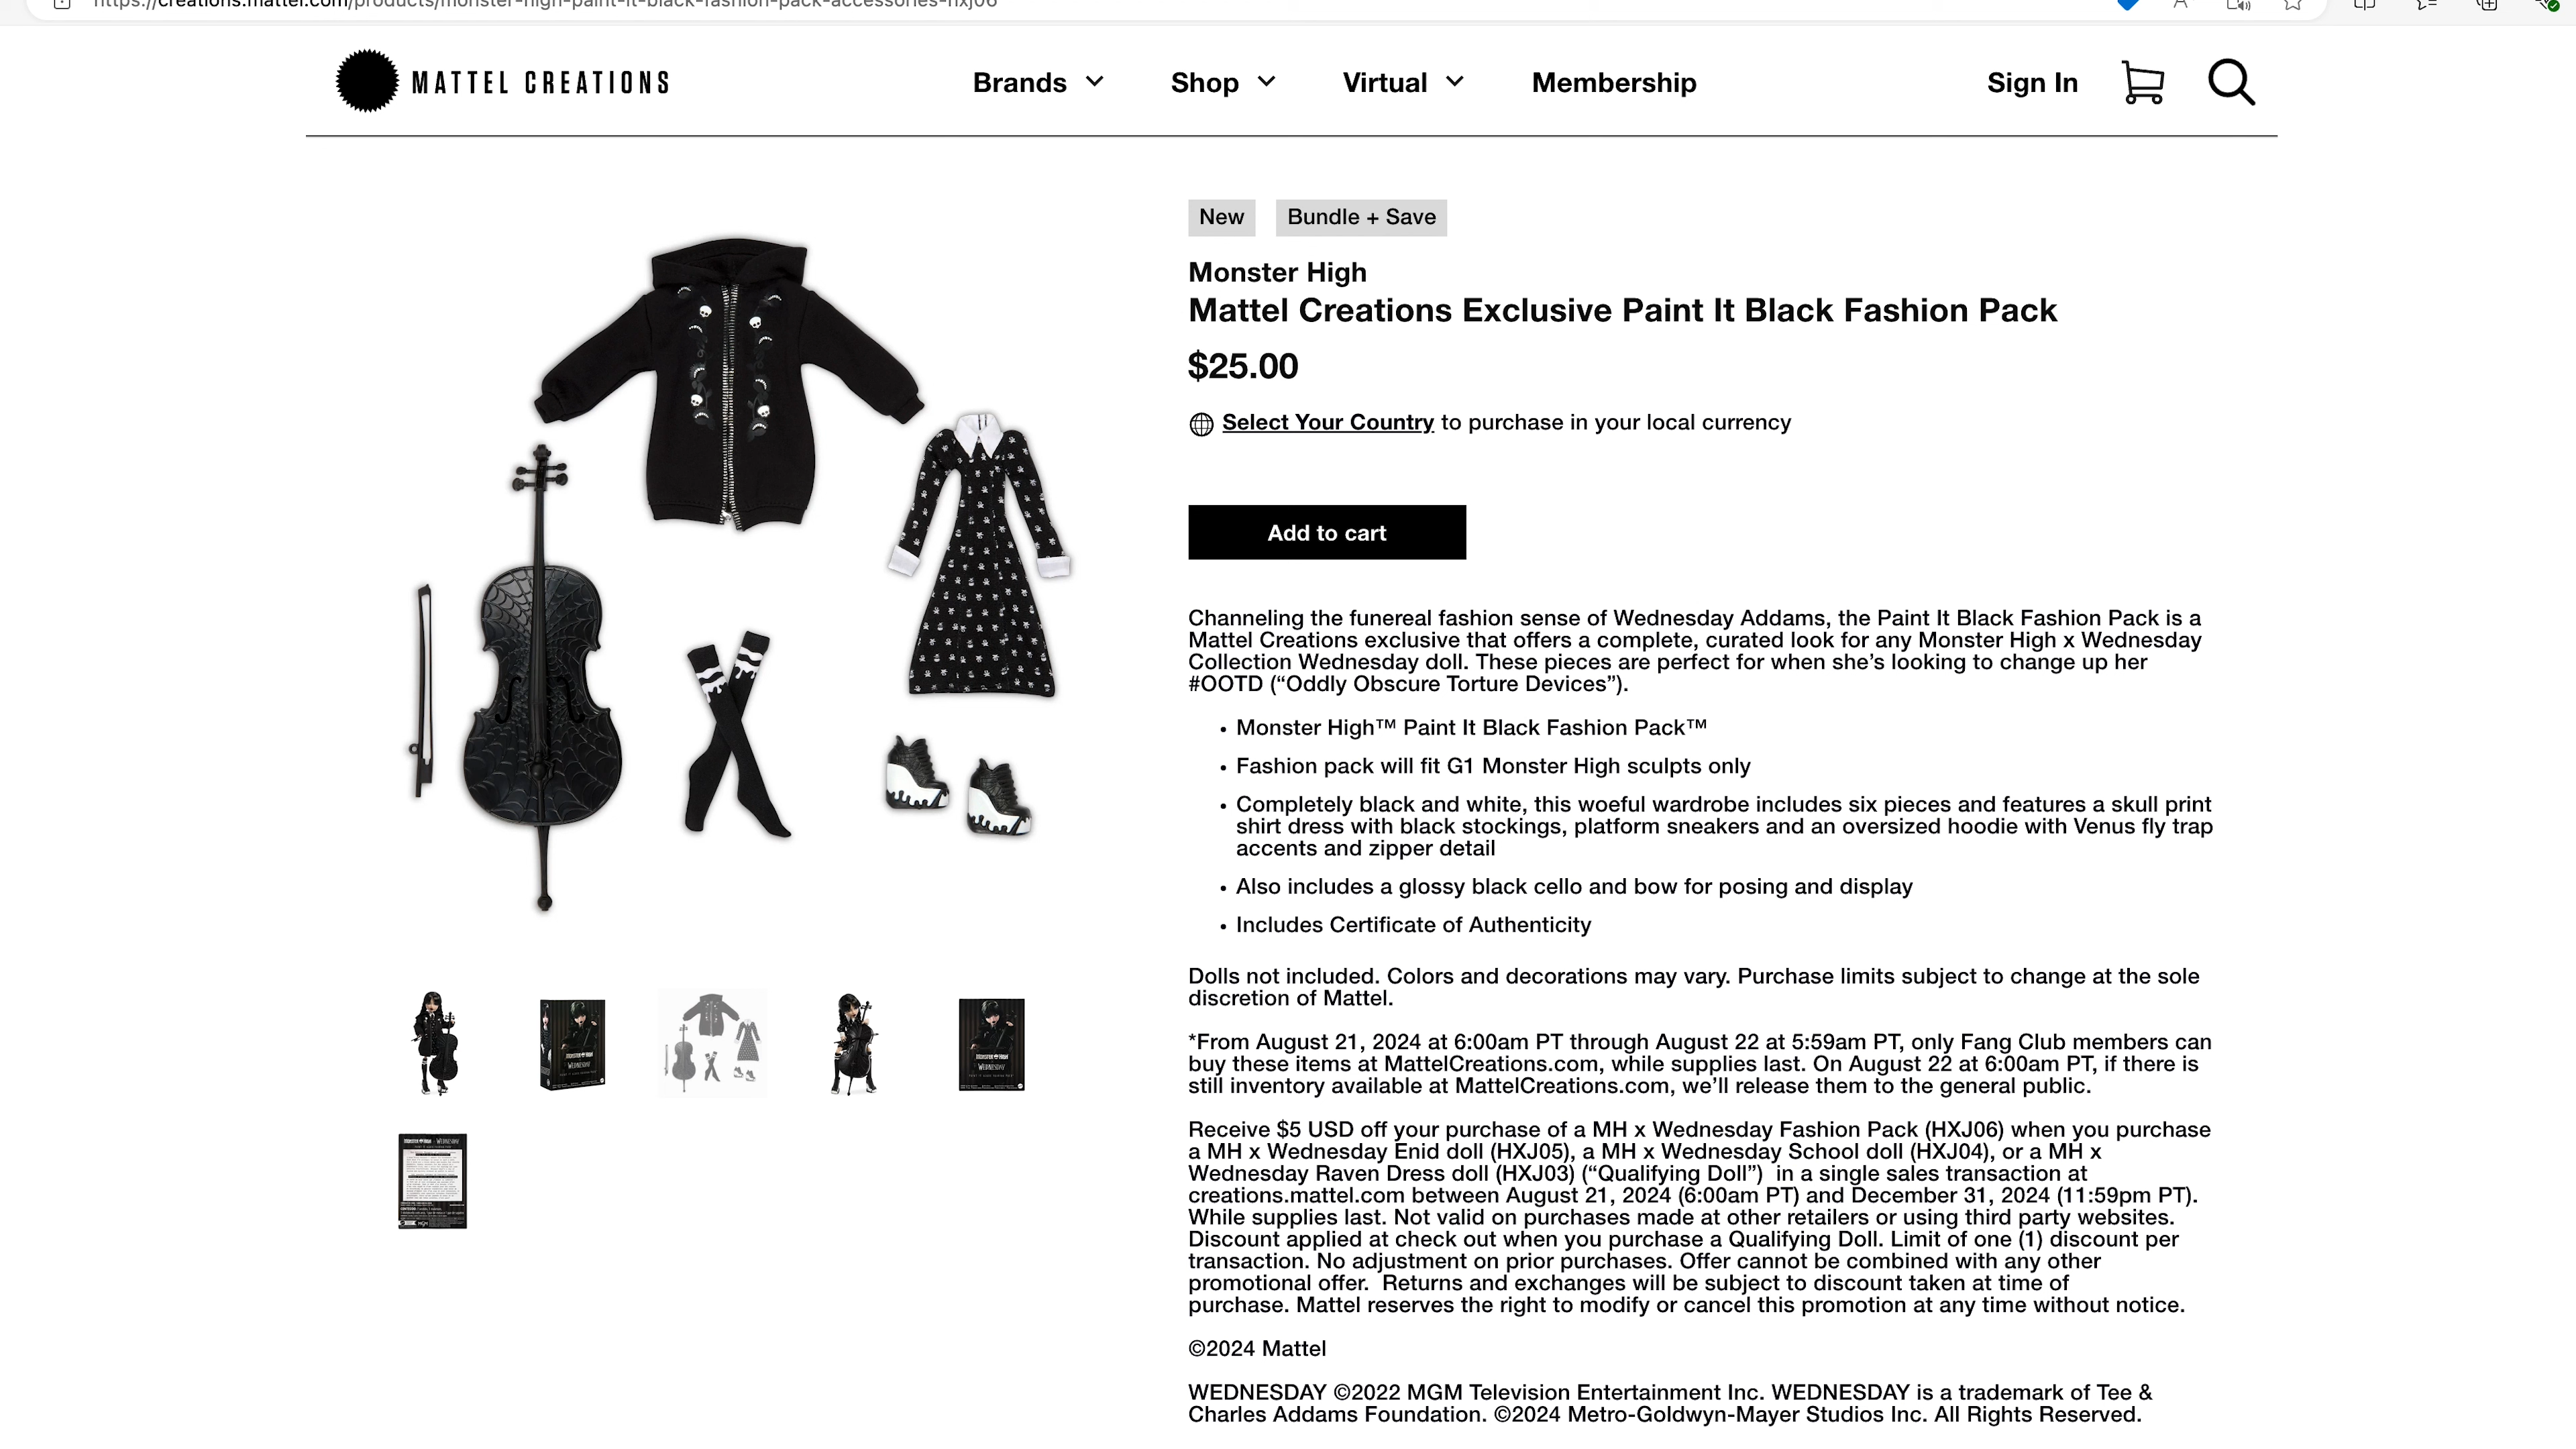 https://creations.mattel.com/products/monster-high-paint-it-black-fashion-pack-accessories-hxj06
MATTEL CREATIONS
Brands
Shop
Virtual
Membership
Sign In
New
Bundle + Save
Monster High
Mattel Creations Exclusive Paint It Black Fashion Pack
$25.00
Select Your Country to purchase in your local currency
Add to cart
Channeling the funereal fashion sense of Wednesday Addams, the Paint It Black Fashion Pack is a
Mattel Creations exclusive that offers a complete, curated look for any Monster High x Wednesday
Collection Wednesday doll. These pieces are perfect for when she’s looking to change up her
#OOTD (“Oddly Obscure Torture Devices”).
• Monster High™ Paint It Black Fashion Pack™
• Fashion pack will fit G1 Monster High sculpts only
• Completely black and white, this woeful wardrobe includes six pieces and features a skull print
shirt dress with black stockings, platform sneakers and an oversized hoodie with Venus fly trap
accents and zipper detail
• Also includes a glossy black cello and bow for posing and display
• Includes Certificate of Authenticity
Dolls not included. Colors and decorations may vary. Purchase limits subject to change at the sole
discretion of Mattel.
*From August 21, 2024 at 6:00am PT through August 22 at 5:59am PT, only Fang Club members can
buy these items at MattelCreations.com, while supplies last. On August 22 at 6:00am PT, if there is
still inventory available at MattelCreations.com, we’ll release them to the general public.
Receive $5 USD off your purchase of a MH x Wednesday Fashion Pack (HXJ06) when you purchase
a MH x Wednesday Enid doll (HXJ05), a MH x Wednesday School doll (HXJ04), or a MH x
Wednesday Raven Dress doll (HXJ03) (“Qualifying Doll”)  in a single sales transaction at
creations.mattel.com between August 21, 2024 (6:00am PT) and December 31, 2024 (11:59pm PT).
While supplies last. Not valid on purchases made at other retailers or using third party websites.
Discount applied at check out when you purchase a Qualifying Doll. Limit of one (1) discount per
transaction. No adjustment on prior purchases. Offer cannot be combined with any other
promotional offer.  Returns and exchanges will be subject to discount taken at time of
purchase. Mattel reserves the right to modify or cancel this promotion at any time without notice.
©2024 Mattel
WEDNESDAY ©2022 MGM Television Entertainment Inc. WEDNESDAY is a trademark of Tee &
Charles Addams Foundation. ©2024 Metro-Goldwyn-Mayer Studios Inc. All Rights Reserved.